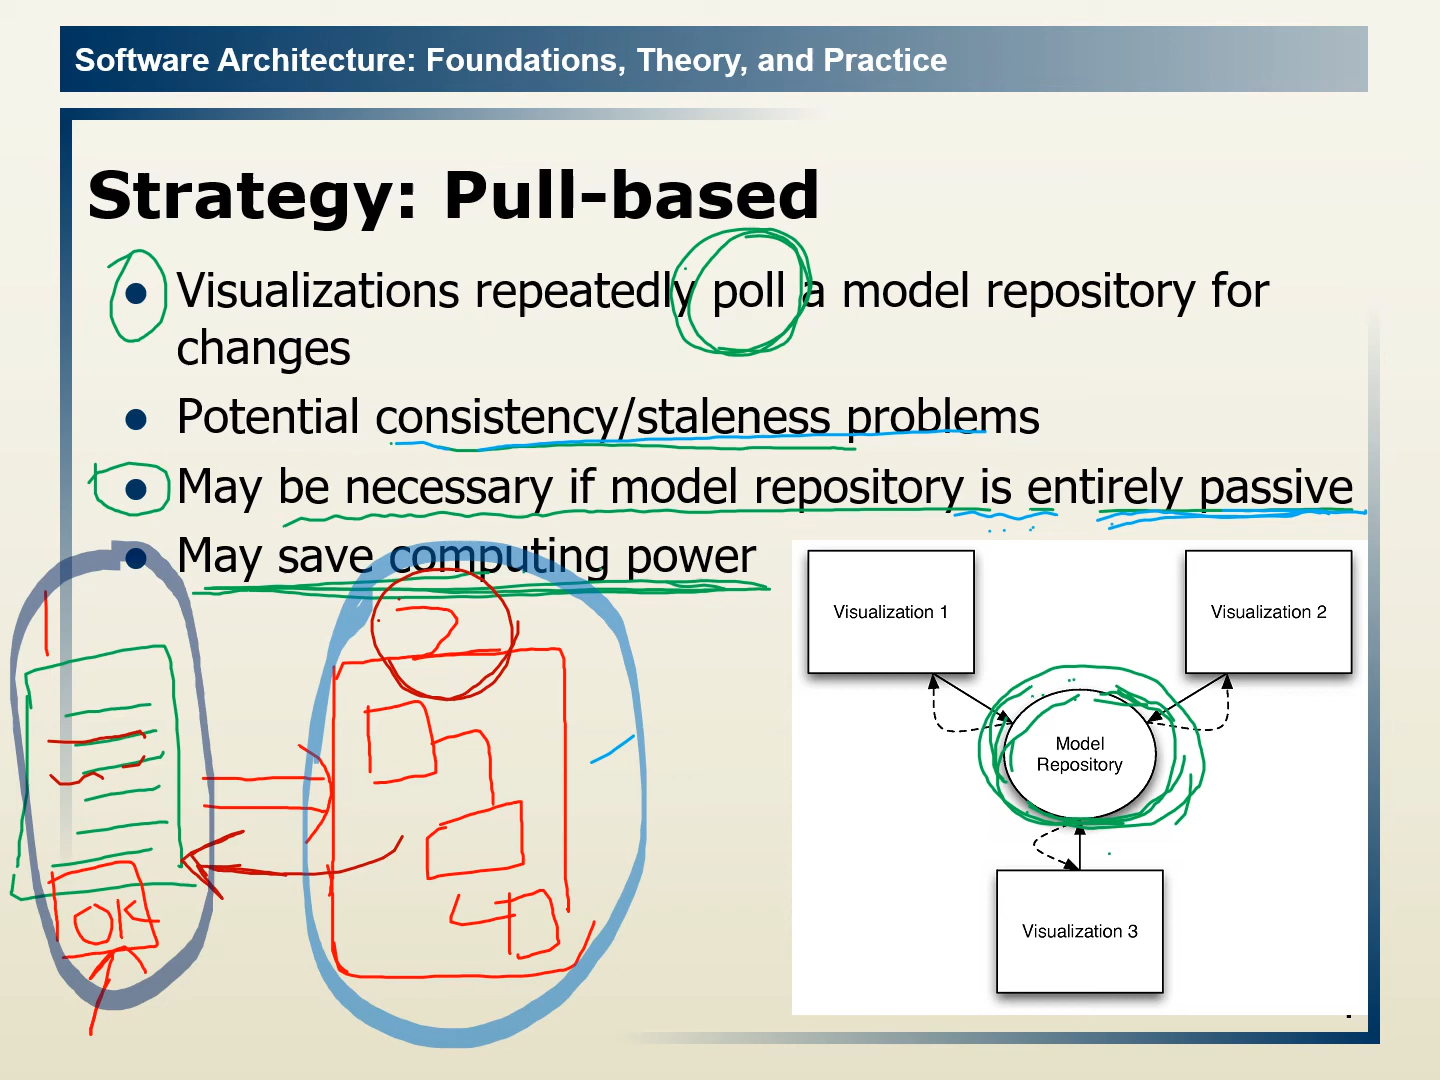 Software Architecture: Foundations, Theory, and Practice
Strategy: Pull-based
Visualizations repeatedly poll a model repository for
changes
Potential consistency/staleness problems
May be necessary if model repository is entirely passive
May save computing power
Visualization 1
Visualization 2
Model
Repository
Visualization 3
1
2
OK